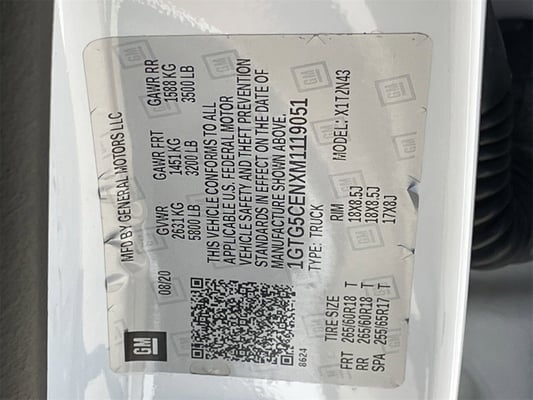 GM
MFD BY GENERAL MOTORS LLC
08/20
GVWR
2631 KG
5800 LB
GAWR FRT
1451 KG
3200 LB
GAWR RR
1588 KG
3500 LB
THIS VEHICLE CONFORMS TO ALL
APPLICABLE U.S. FEDERAL MOTOR
VEHICLE SAFETY AND THEFT PREVENTION
STANDARDS IN EFFECT ON THE DATE OF
MANUFACTURE SHOWN ABOVE.
1GTG5CENXM1119051
TYPE: TRUCK
MODEL: X1T2N43
8624
TIRE SIZE RIM
FRT 265/60R18 T 18X8.5J
RR 265/60R18 T 18X8.5J
SPA 255/65R17 T 17X8J